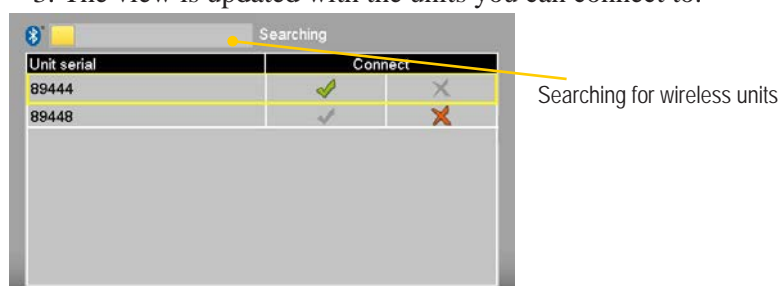 3. The view is updated with the units you can connect to.
Searching
Unit serial Connect
89444
89448
Searching for wireless units